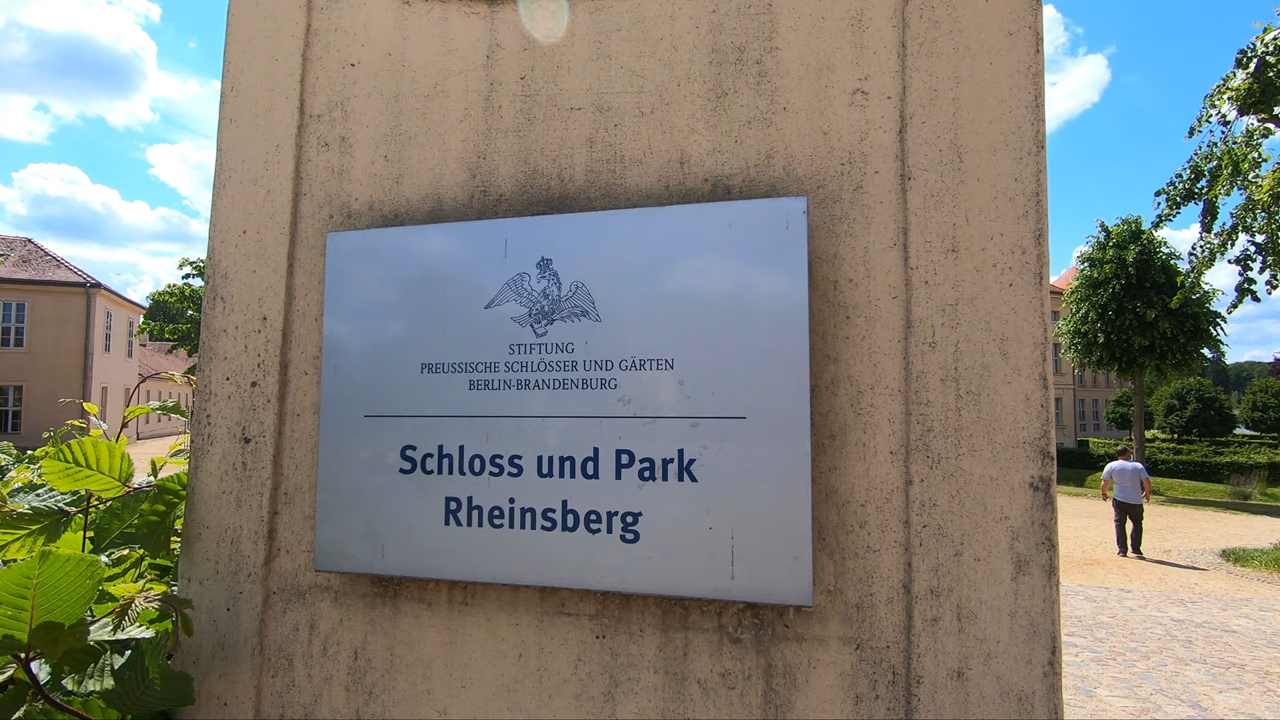 STIFTUNG
PREUSSISCHE SCHLÖSSER UND GÄRTEN
BERLIN-BRANDENBURG
Schloss und Park
Rheinsberg